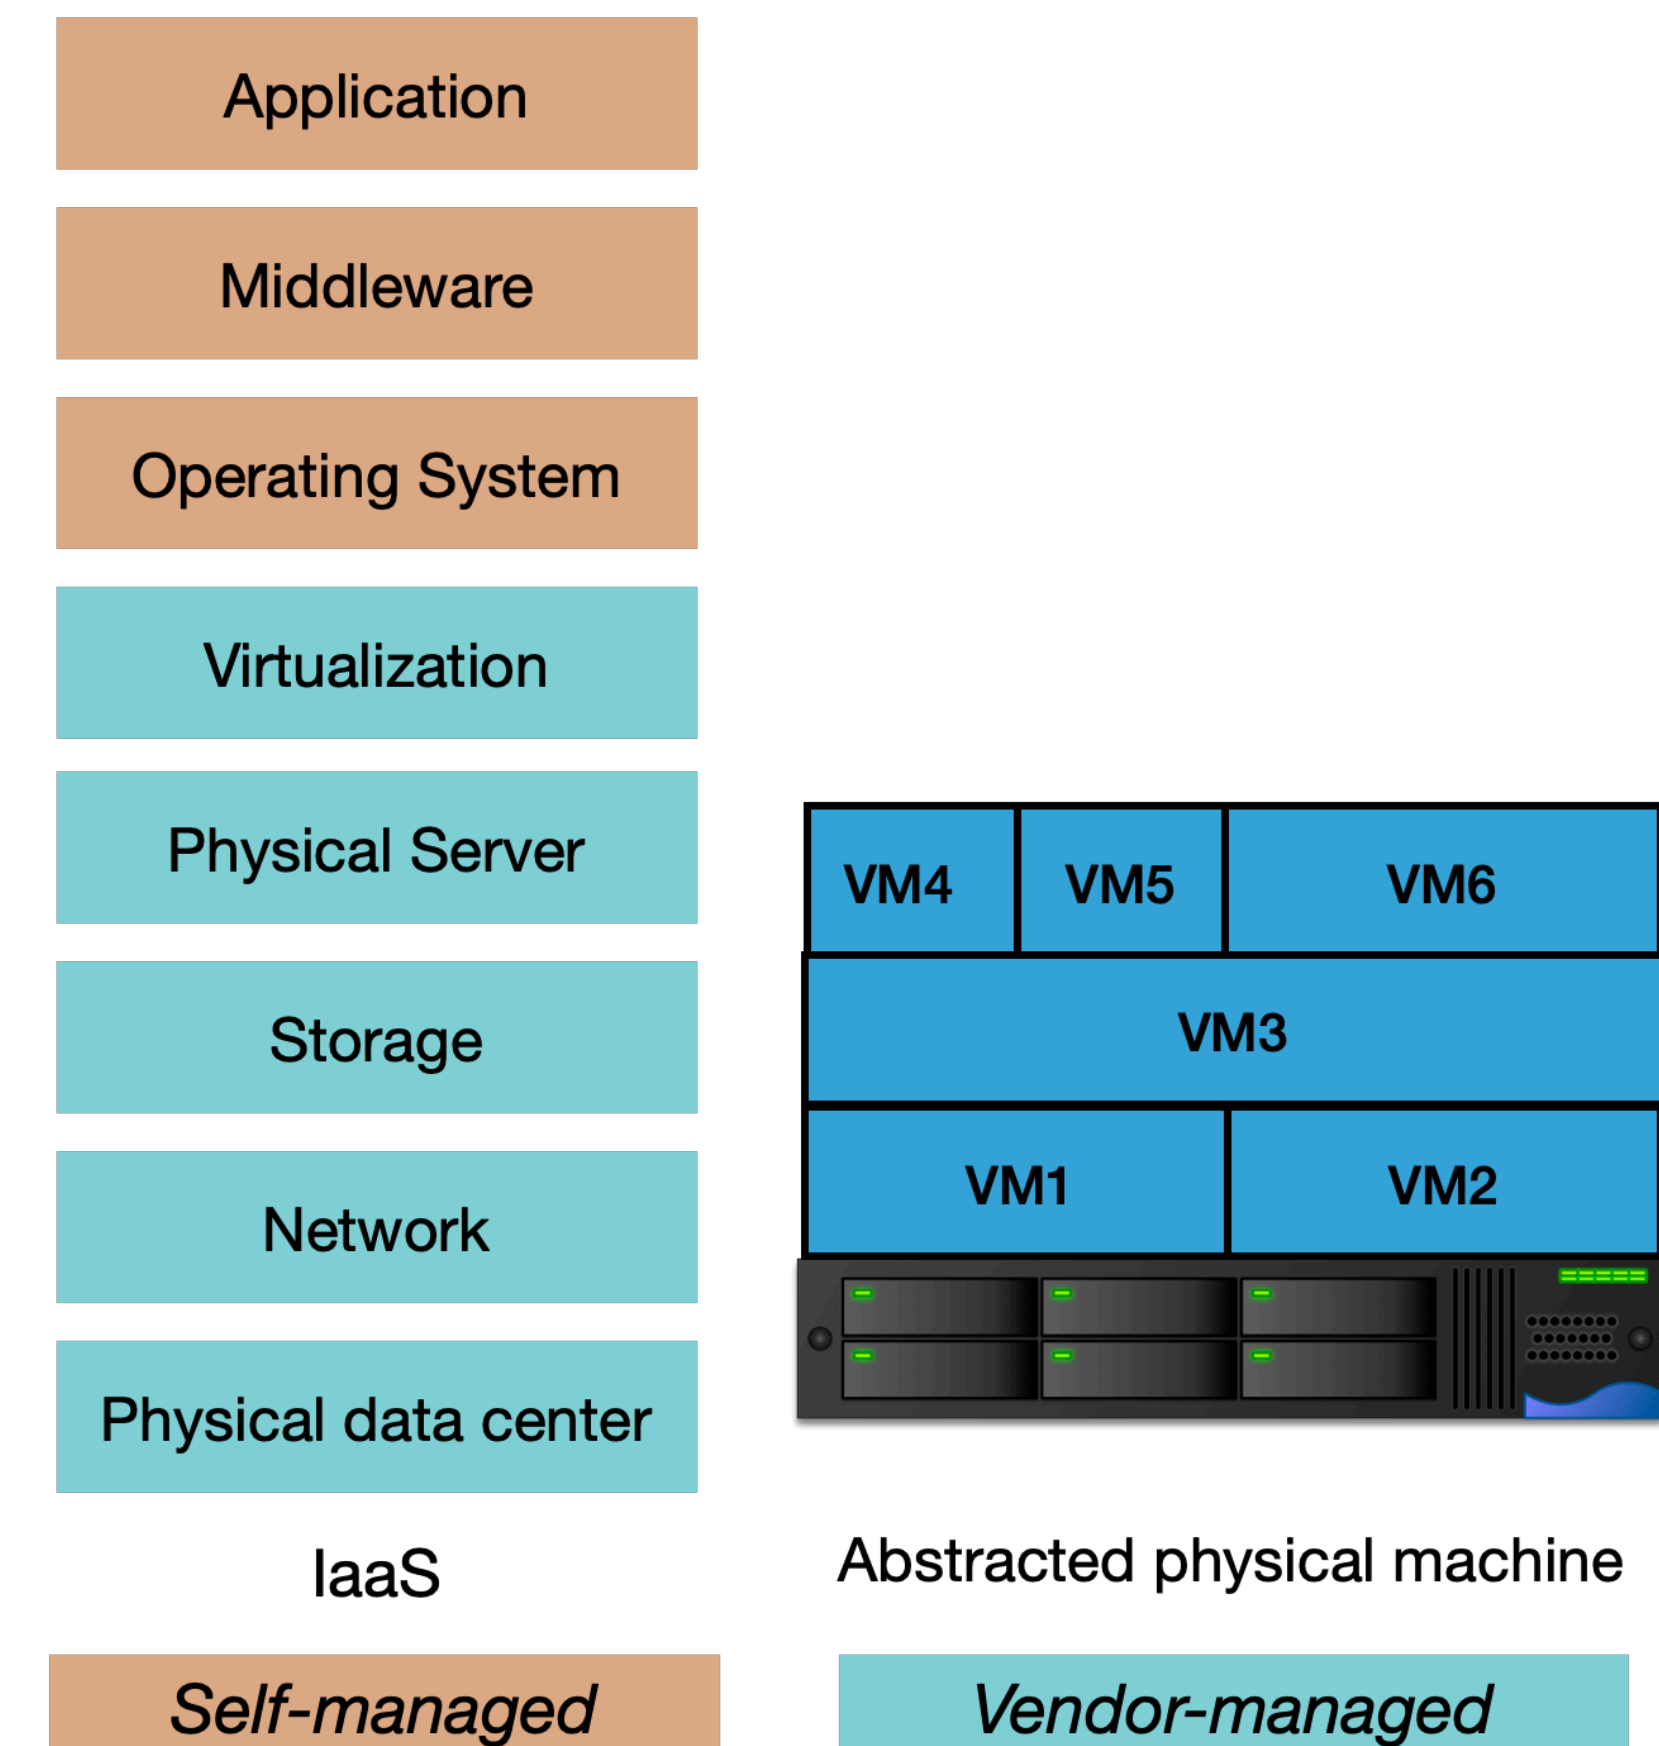 Application
Middleware
Operating System
Virtualization
Physical Server
Storage
Network
Physical data center
IaaS
VM4 VM5 VM6
VM3
VM1 VM2
Abstracted physical machine
Self-managed
Vendor-managed